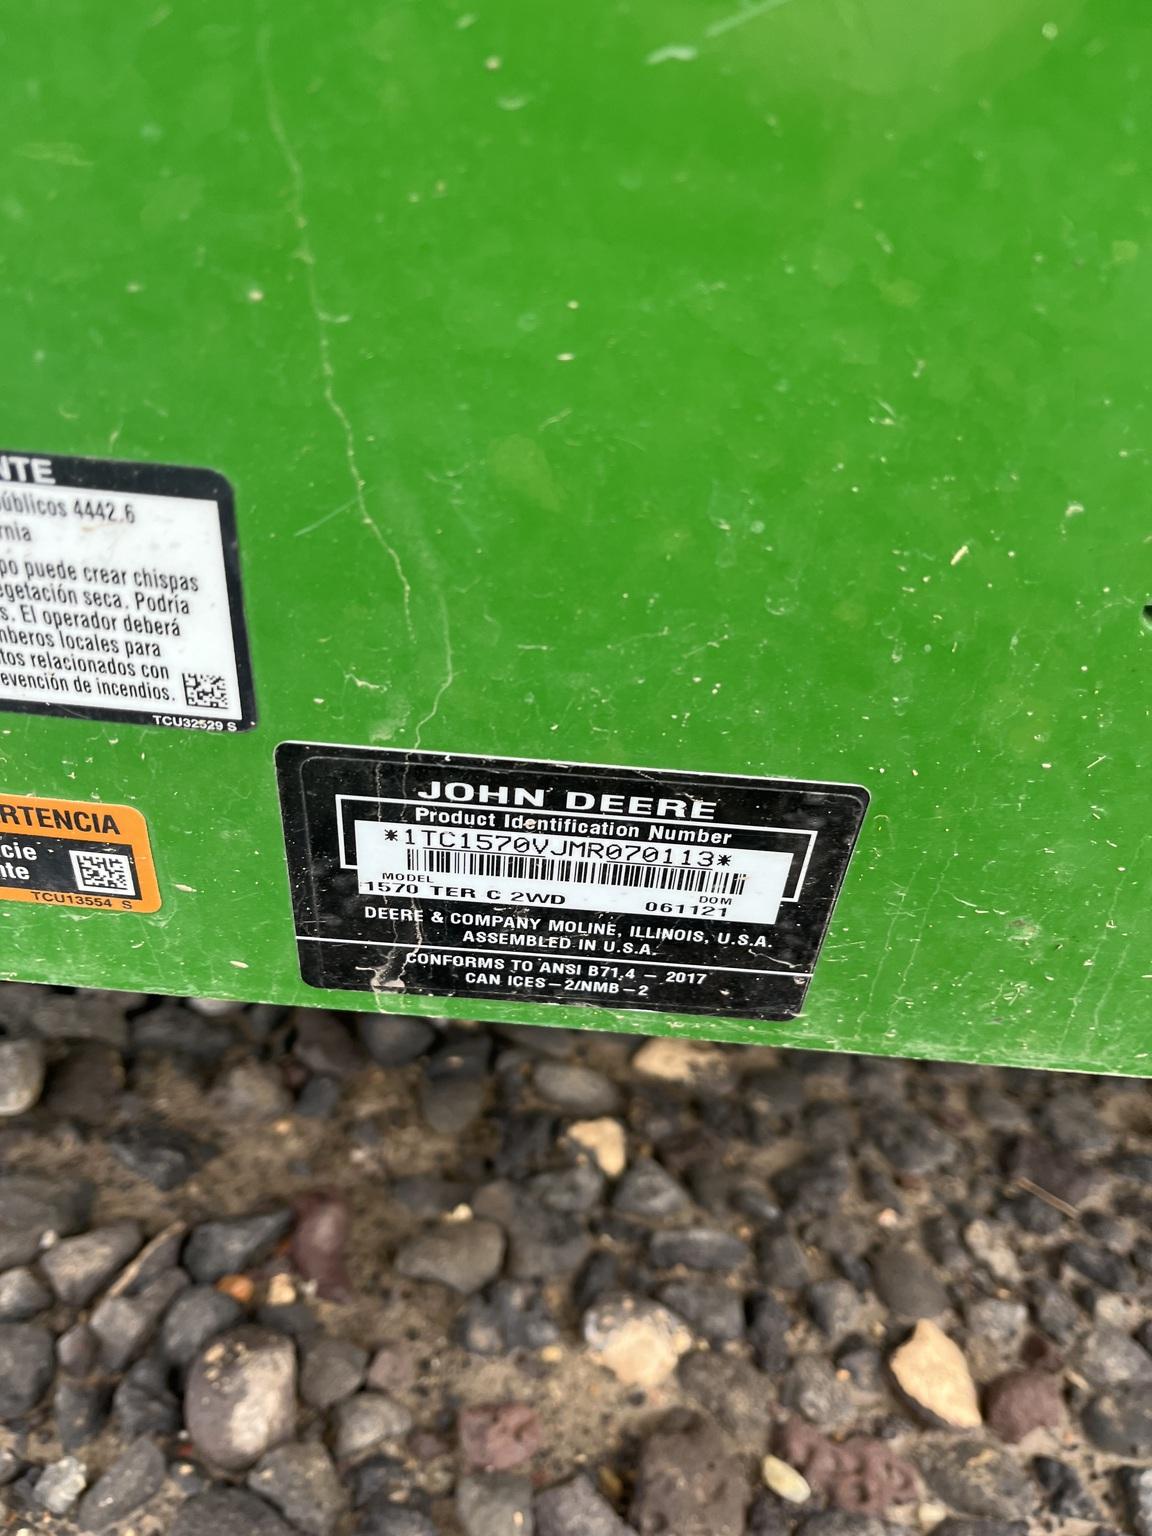 NTE
úblicos 4442.6
rnia
po puede crear chispas
egetación seca. Podría
s. El operador deberá
mberos locales para
tos relacionados con
evención de incendios.
TCU32529 S
RTENCIA
cie
nte
TCU13554 S
JOHN DEERE
Product Identification Number
*1TC1570VJMR070113*
MODEL
1570 TER C 2WD
DOM
061121
DEERE & COMPANY MOLINE, ILLINOIS, U.S.A.
ASSEMBLED IN U.S.A.
CONFORMS TO ANSI B71.4 – 2017
CAN ICES–2/NMB–2